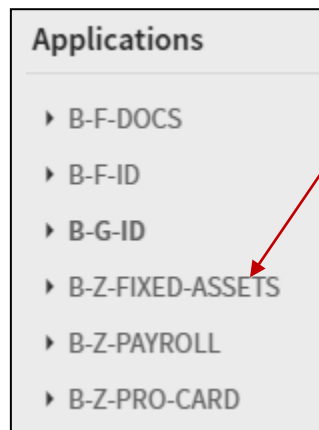 Applications
B-F-DOCS
B-F-ID
B-G-ID
B-Z-FIXED-ASSETS
B-Z-PAYROLL
B-Z-PRO-CARD